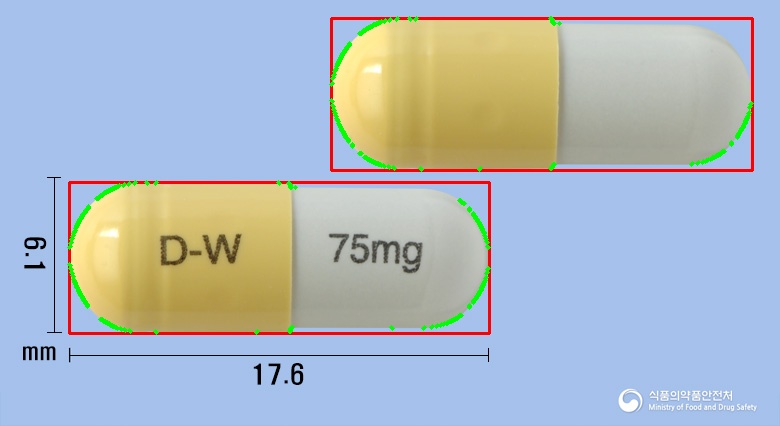 D-W 75mg
6.1
mm
17.6
식품의약품안전처
Ministry of Food and Drug Safety